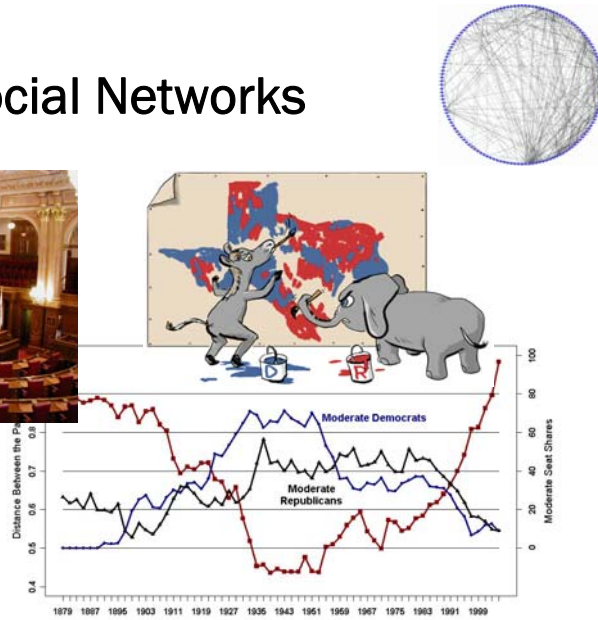 ocial Networks
D
R
100
80
60
40
20
0
Moderate Seat Shares
Distance Between the Pa
0.8
0.7
0.6
0.5
0.4
Moderate Democrats
Moderate
Republicans
1879 1887 1895 1903 1911 1919 1927 1935 1943 1951 1959 1967 1975 1983 1991 1999